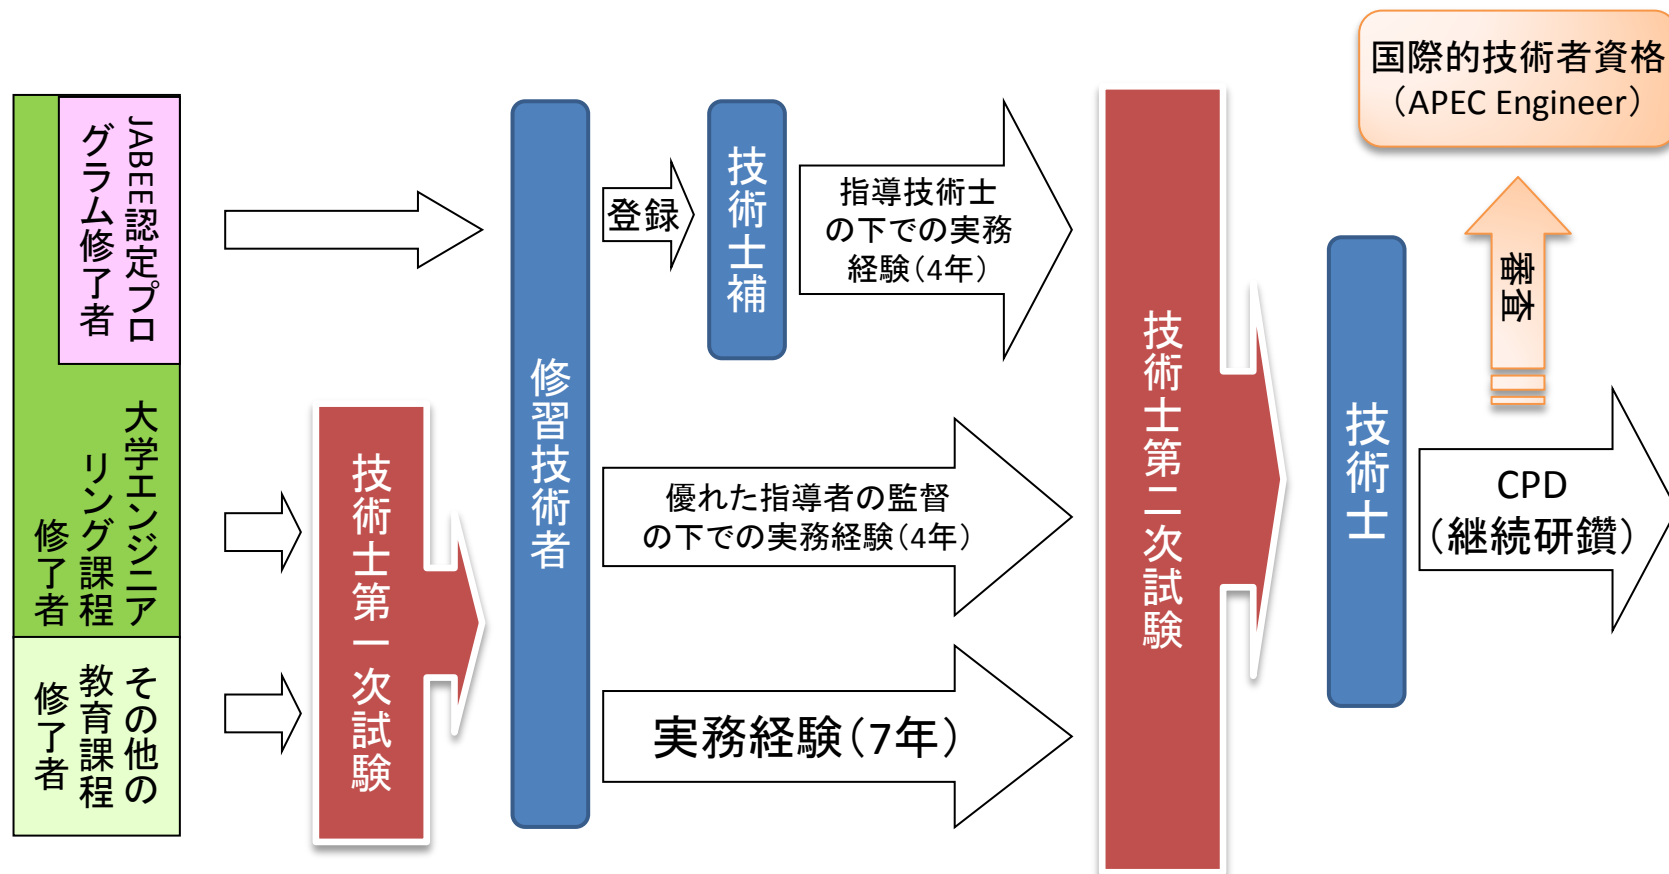 JABEE認定プロ
グラム修了者
大学エンジニア
リング課程
修了者
その他の
教育課程
修了者
技術士第一次試験
修習技術者
登録
技術士補
指導技術士
の下での実務
経験（4年）
優れた指導者の監督
の下での実務経験（4年）
実務経験（7年）
技術士第二次試験
技術士
国際的技術者資格
（APEC Engineer）
審査
CPD
（継続研鑽）